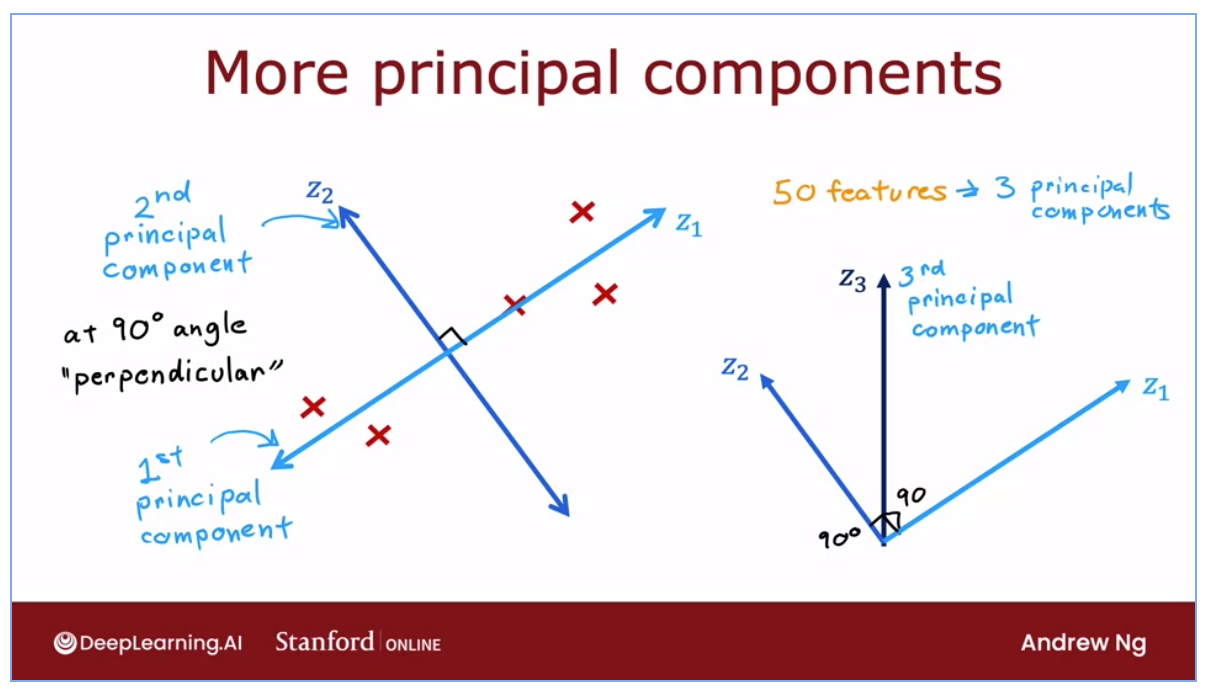 More principal components
2nd
principal
component
z2
z1
at 90° angle
"perpendicular"
1st
principal
component
50 features → 3 principal
components
z3
3rd
principal
component
z2
z1
90
90°
DeepLearning.AI Stanford ONLINE Andrew Ng